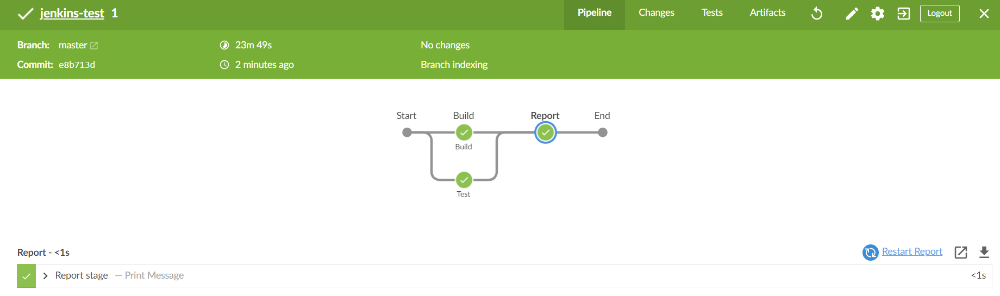 jenkins-test 1
Pipeline Changes Tests Artifacts Logout
Branch: master 23m 49s No changes
Commit: e8b713d 2 minutes ago Branch indexing
Start Build Report End
Build
Test
Report - <1s Restart Report
Report stage — Print Message <1s